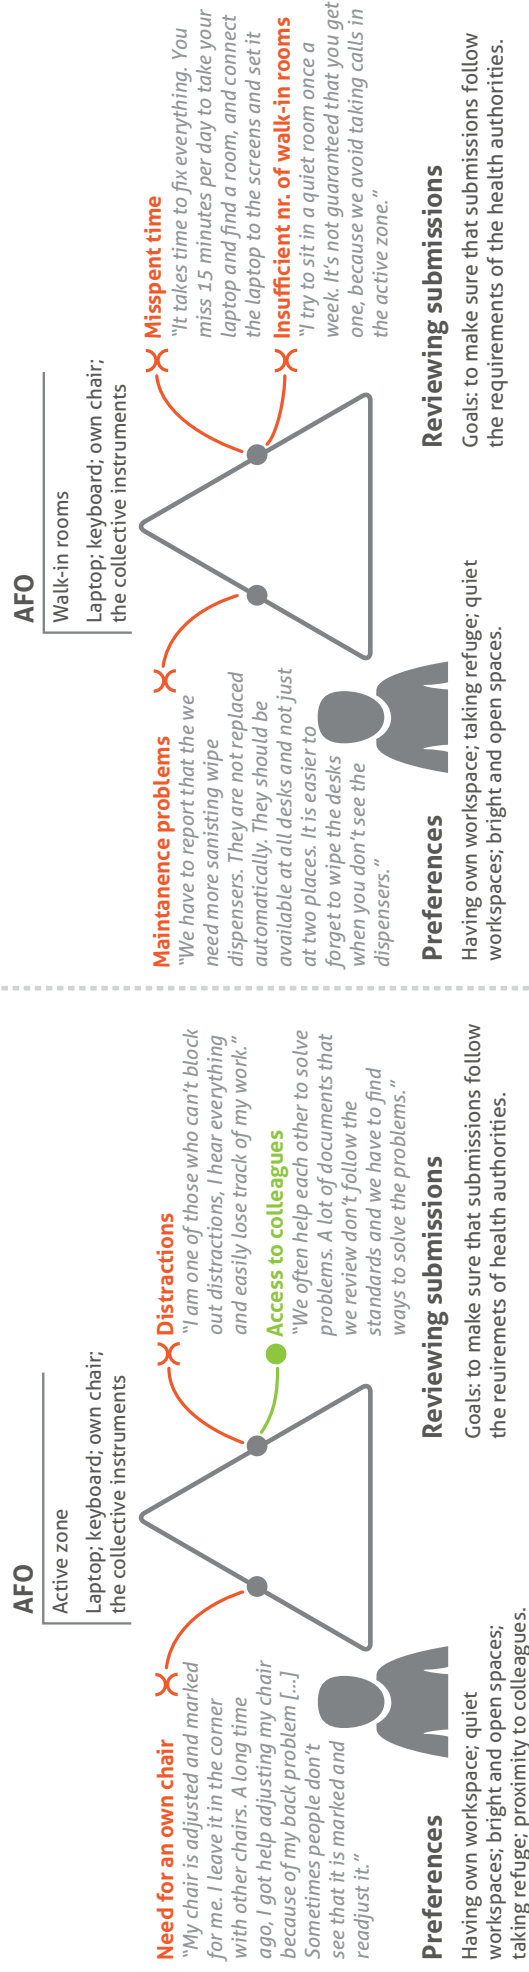 AFO
Active zone
Laptop; keyboard; own chair;
the collective instruments
Need for an own chair
“My chair is adjusted and marked
for me. I leave it in the corner
with other chairs. A long time
ago, I got help adjusting my chair
because of my back problem [...]
Sometimes people don’t
see that it is marked and
readjust it.”
Distractions
“I am one of those who can’t block
out distractions, I hear everything
and easily lose track of my work.”
Access to colleagues
“We often help each other to solve
problems. A lot of documents that
we review don’t follow the
standards and we have to find
ways to solve the problems.”
Preferences
Having own workspace; quiet
workspaces; bright and open spaces;
taking refuge; proximity to colleagues.
Reviewing submissions
Goals: to make sure that submissions follow
the reuiremets of health authorities.
AFO
Walk-in rooms
Laptop; keyboard; own chair;
the collective instruments
Maintanence problems
“We have to report that the we
need more sanisting wipe
dispensers. They are not replaced
automatically. They should be
available at all desks and not just
at two places. It is easier to
forget to wipe the desks
when you don’t see the
dispensers.”
Misspent time
“It takes time to fix everything. You
miss 15 minutes per day to take your
laptop and find a room, and connect
the laptop to the screens and set it
Insufficient nr. of walk-in rooms
“I try to sit in a quiet room once a
week. It’s not guaranteed that you get
one, because we avoid taking calls in
the active zone.”
Preferences
Having own workspace; taking refuge; quiet
workspaces; bright and open spaces.
Reviewing submissions
Goals: to make sure that submissions follow
the requirements of the health authorities.